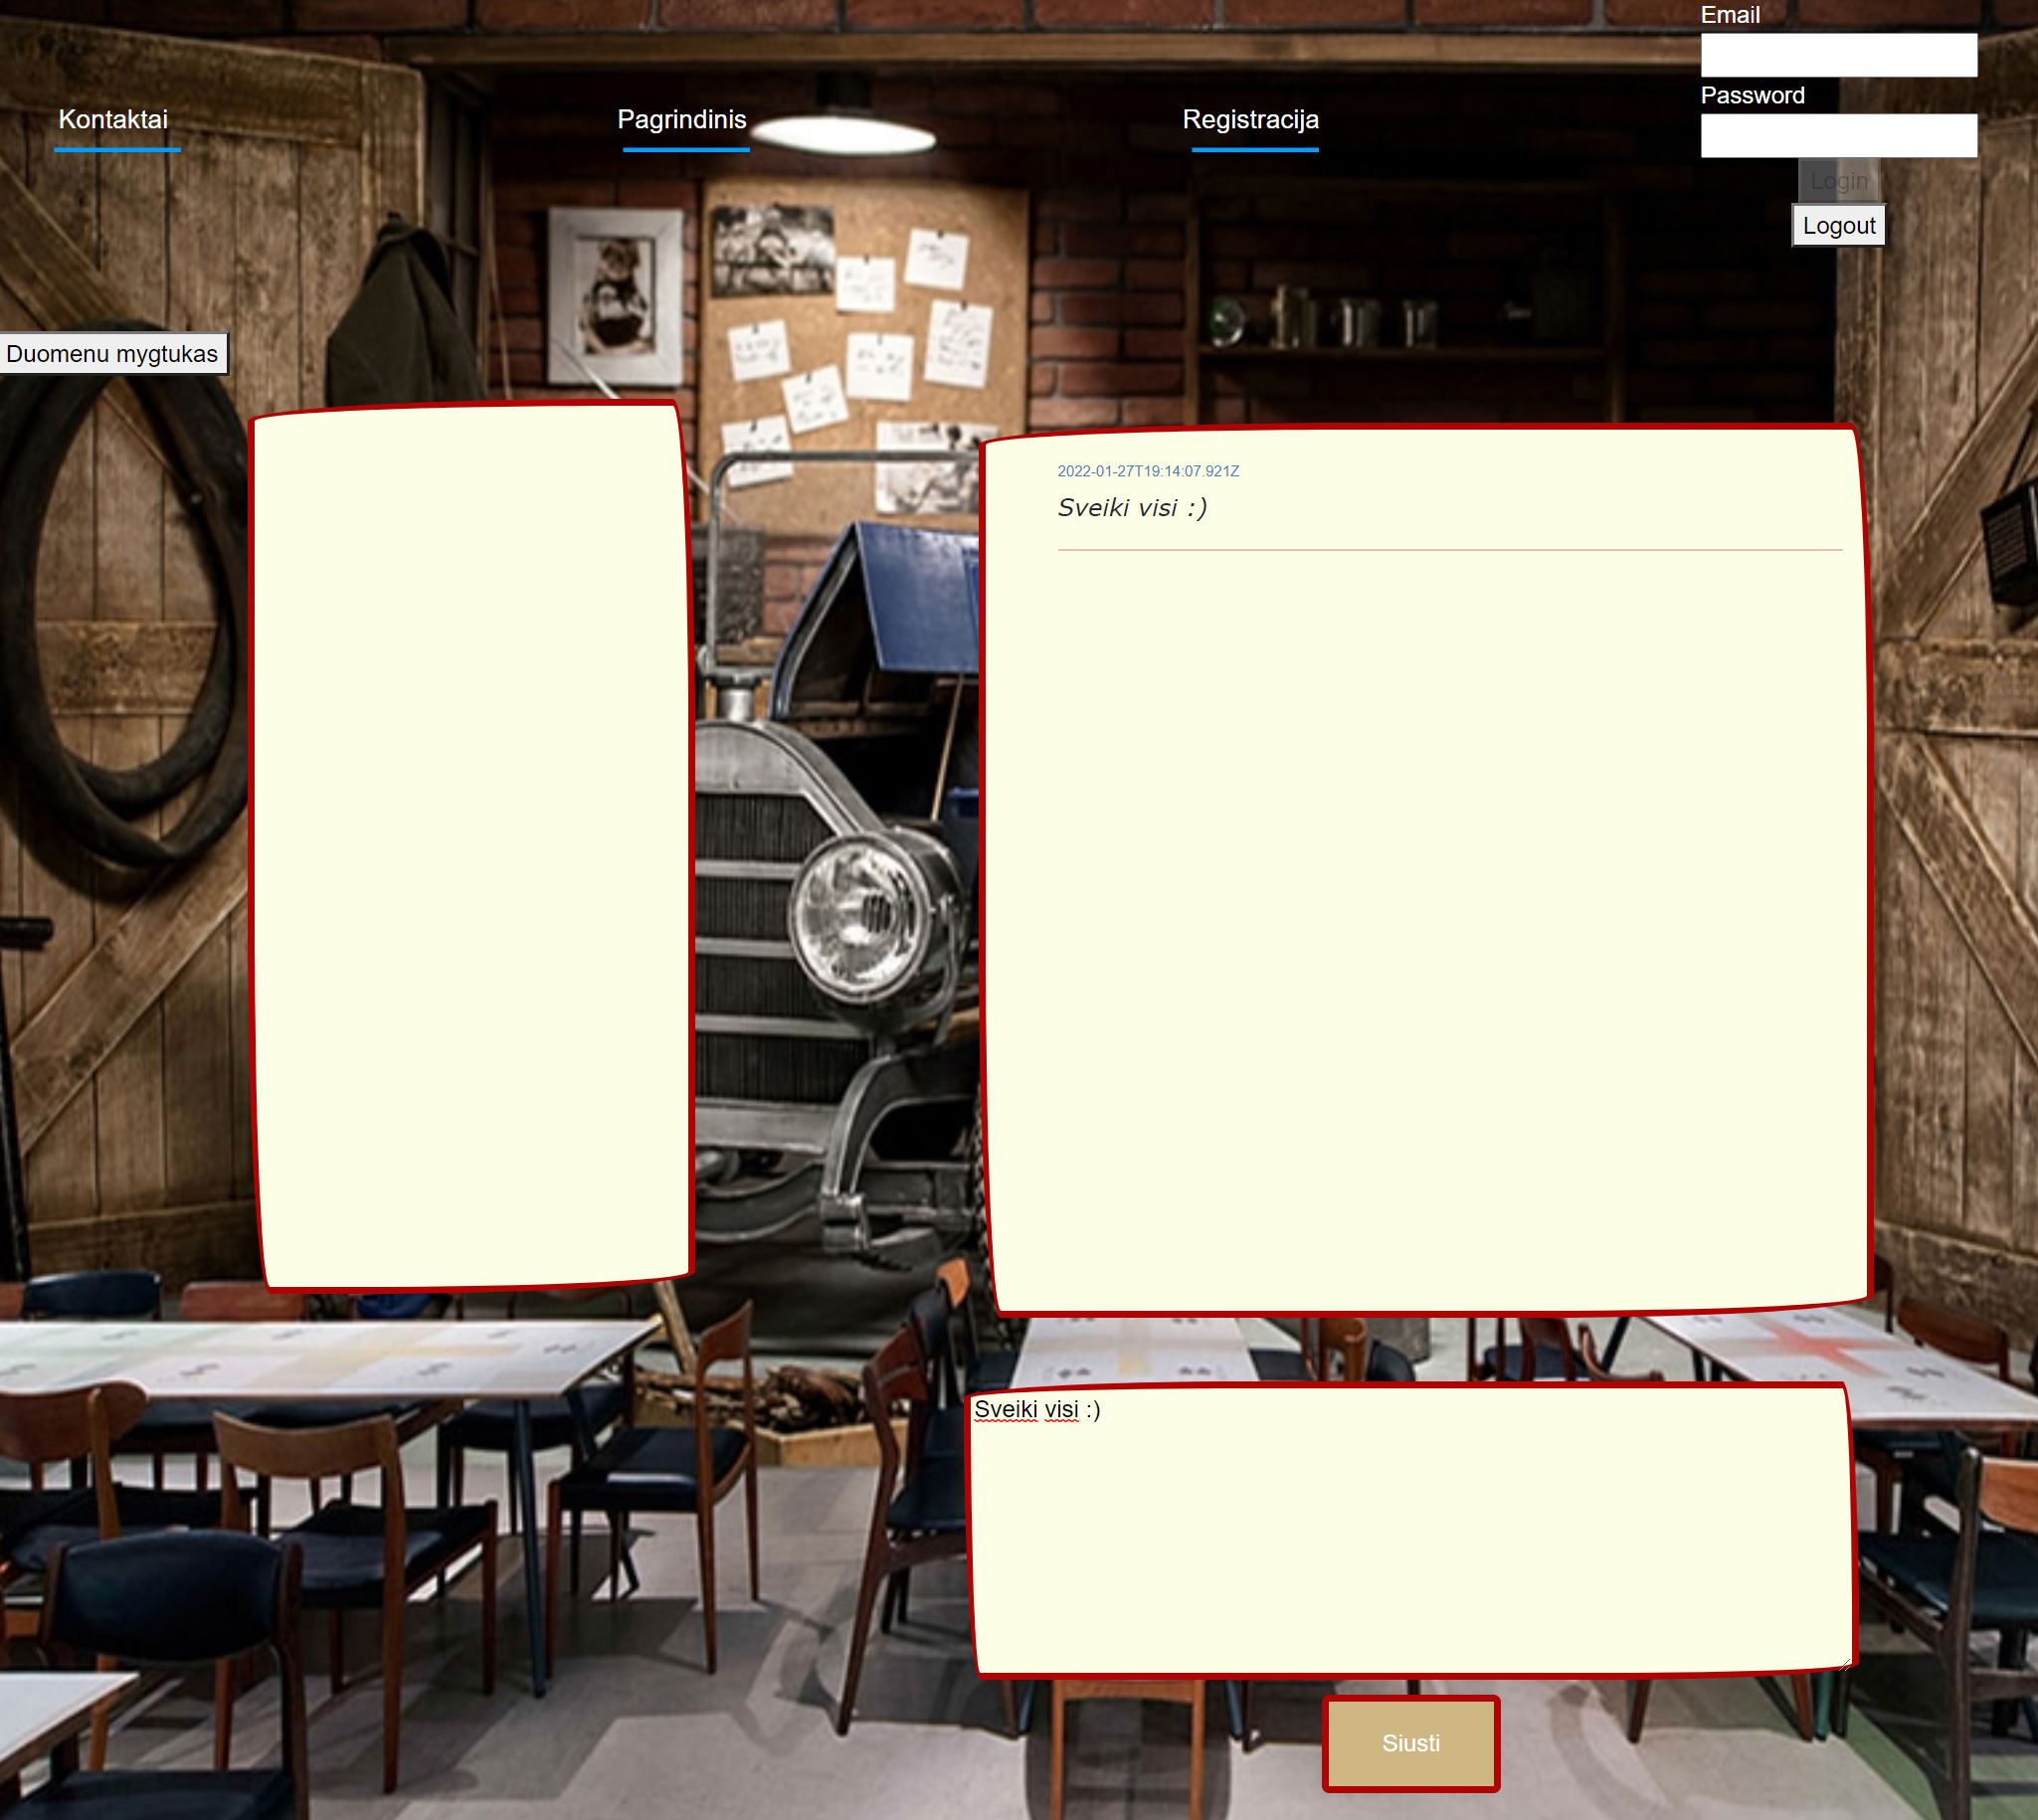 Email
Password
Kontaktai
Pagrindinis
Registracija
Login
Logout
Duomenu mygtukas
2022-01-27T19:14:07.921Z
Sveiki visi :)
Sveiki visi :)
Siusti